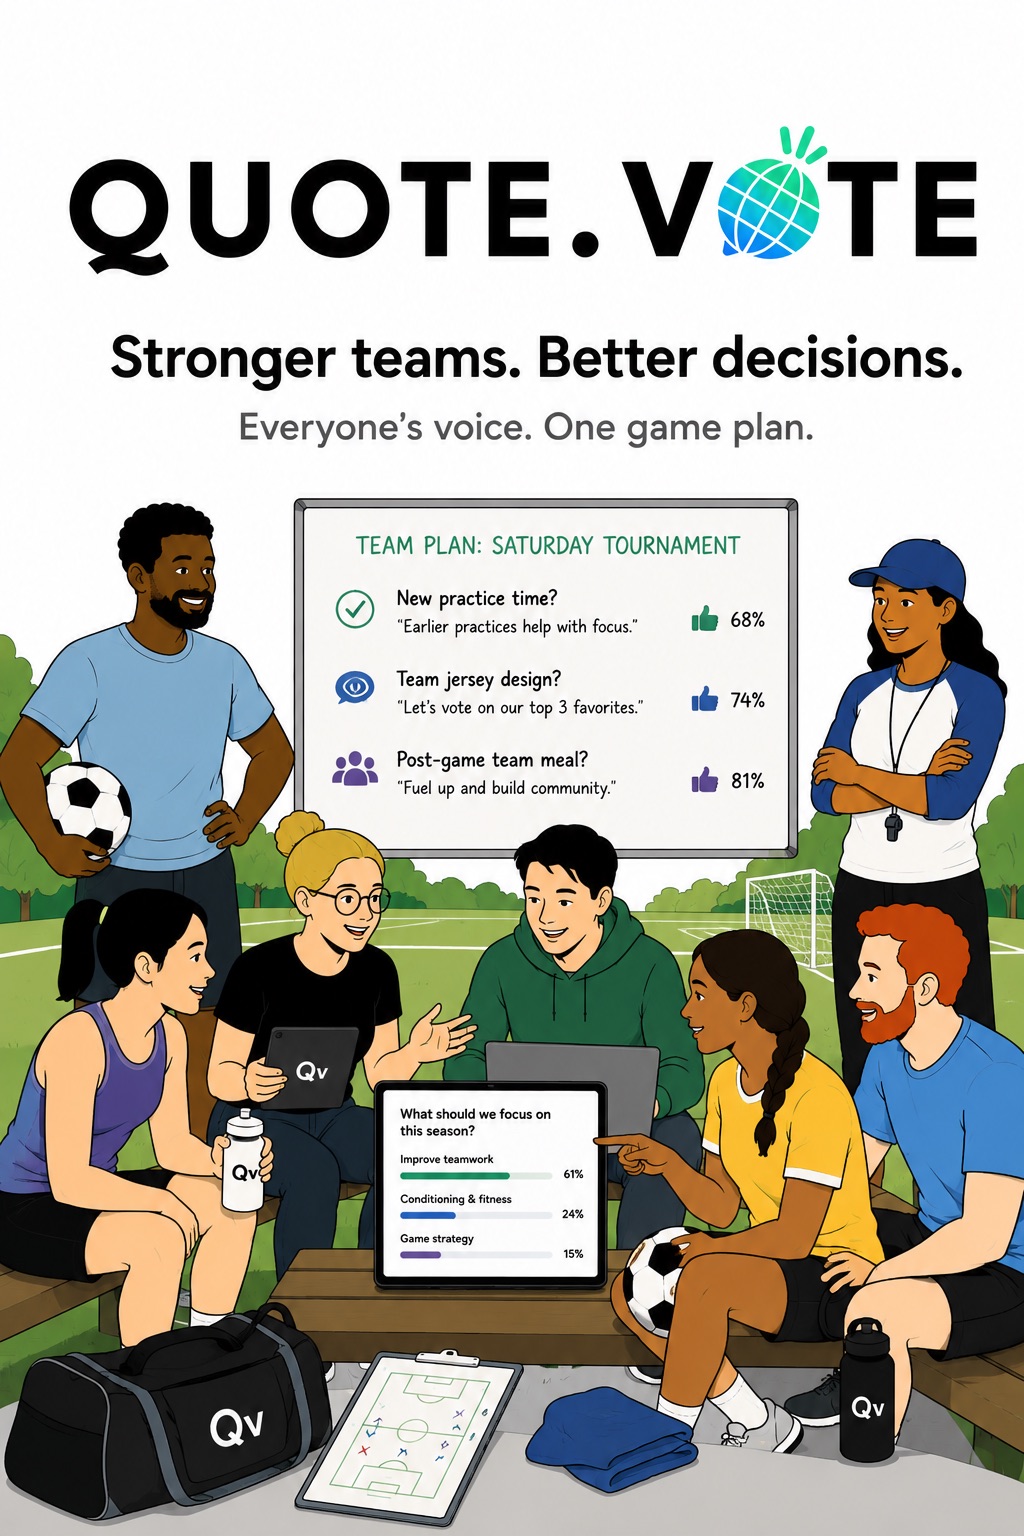 QUOTE.VOTE
Stronger teams. Better decisions.
Everyone's voice. One game plan.
TEAM PLAN: SATURDAY TOURNAMENT
New practice time?
"Earlier practices help with focus."
68%
Team jersey design?
"Let's vote on our top 3 favorites."
74%
Post-game team meal?
"Fuel up and build community."
81%
Qv
What should we focus on
this season?
Improve teamwork
61%
Conditioning & fitness
24%
Game strategy
15%
Qv
Qv
Qv